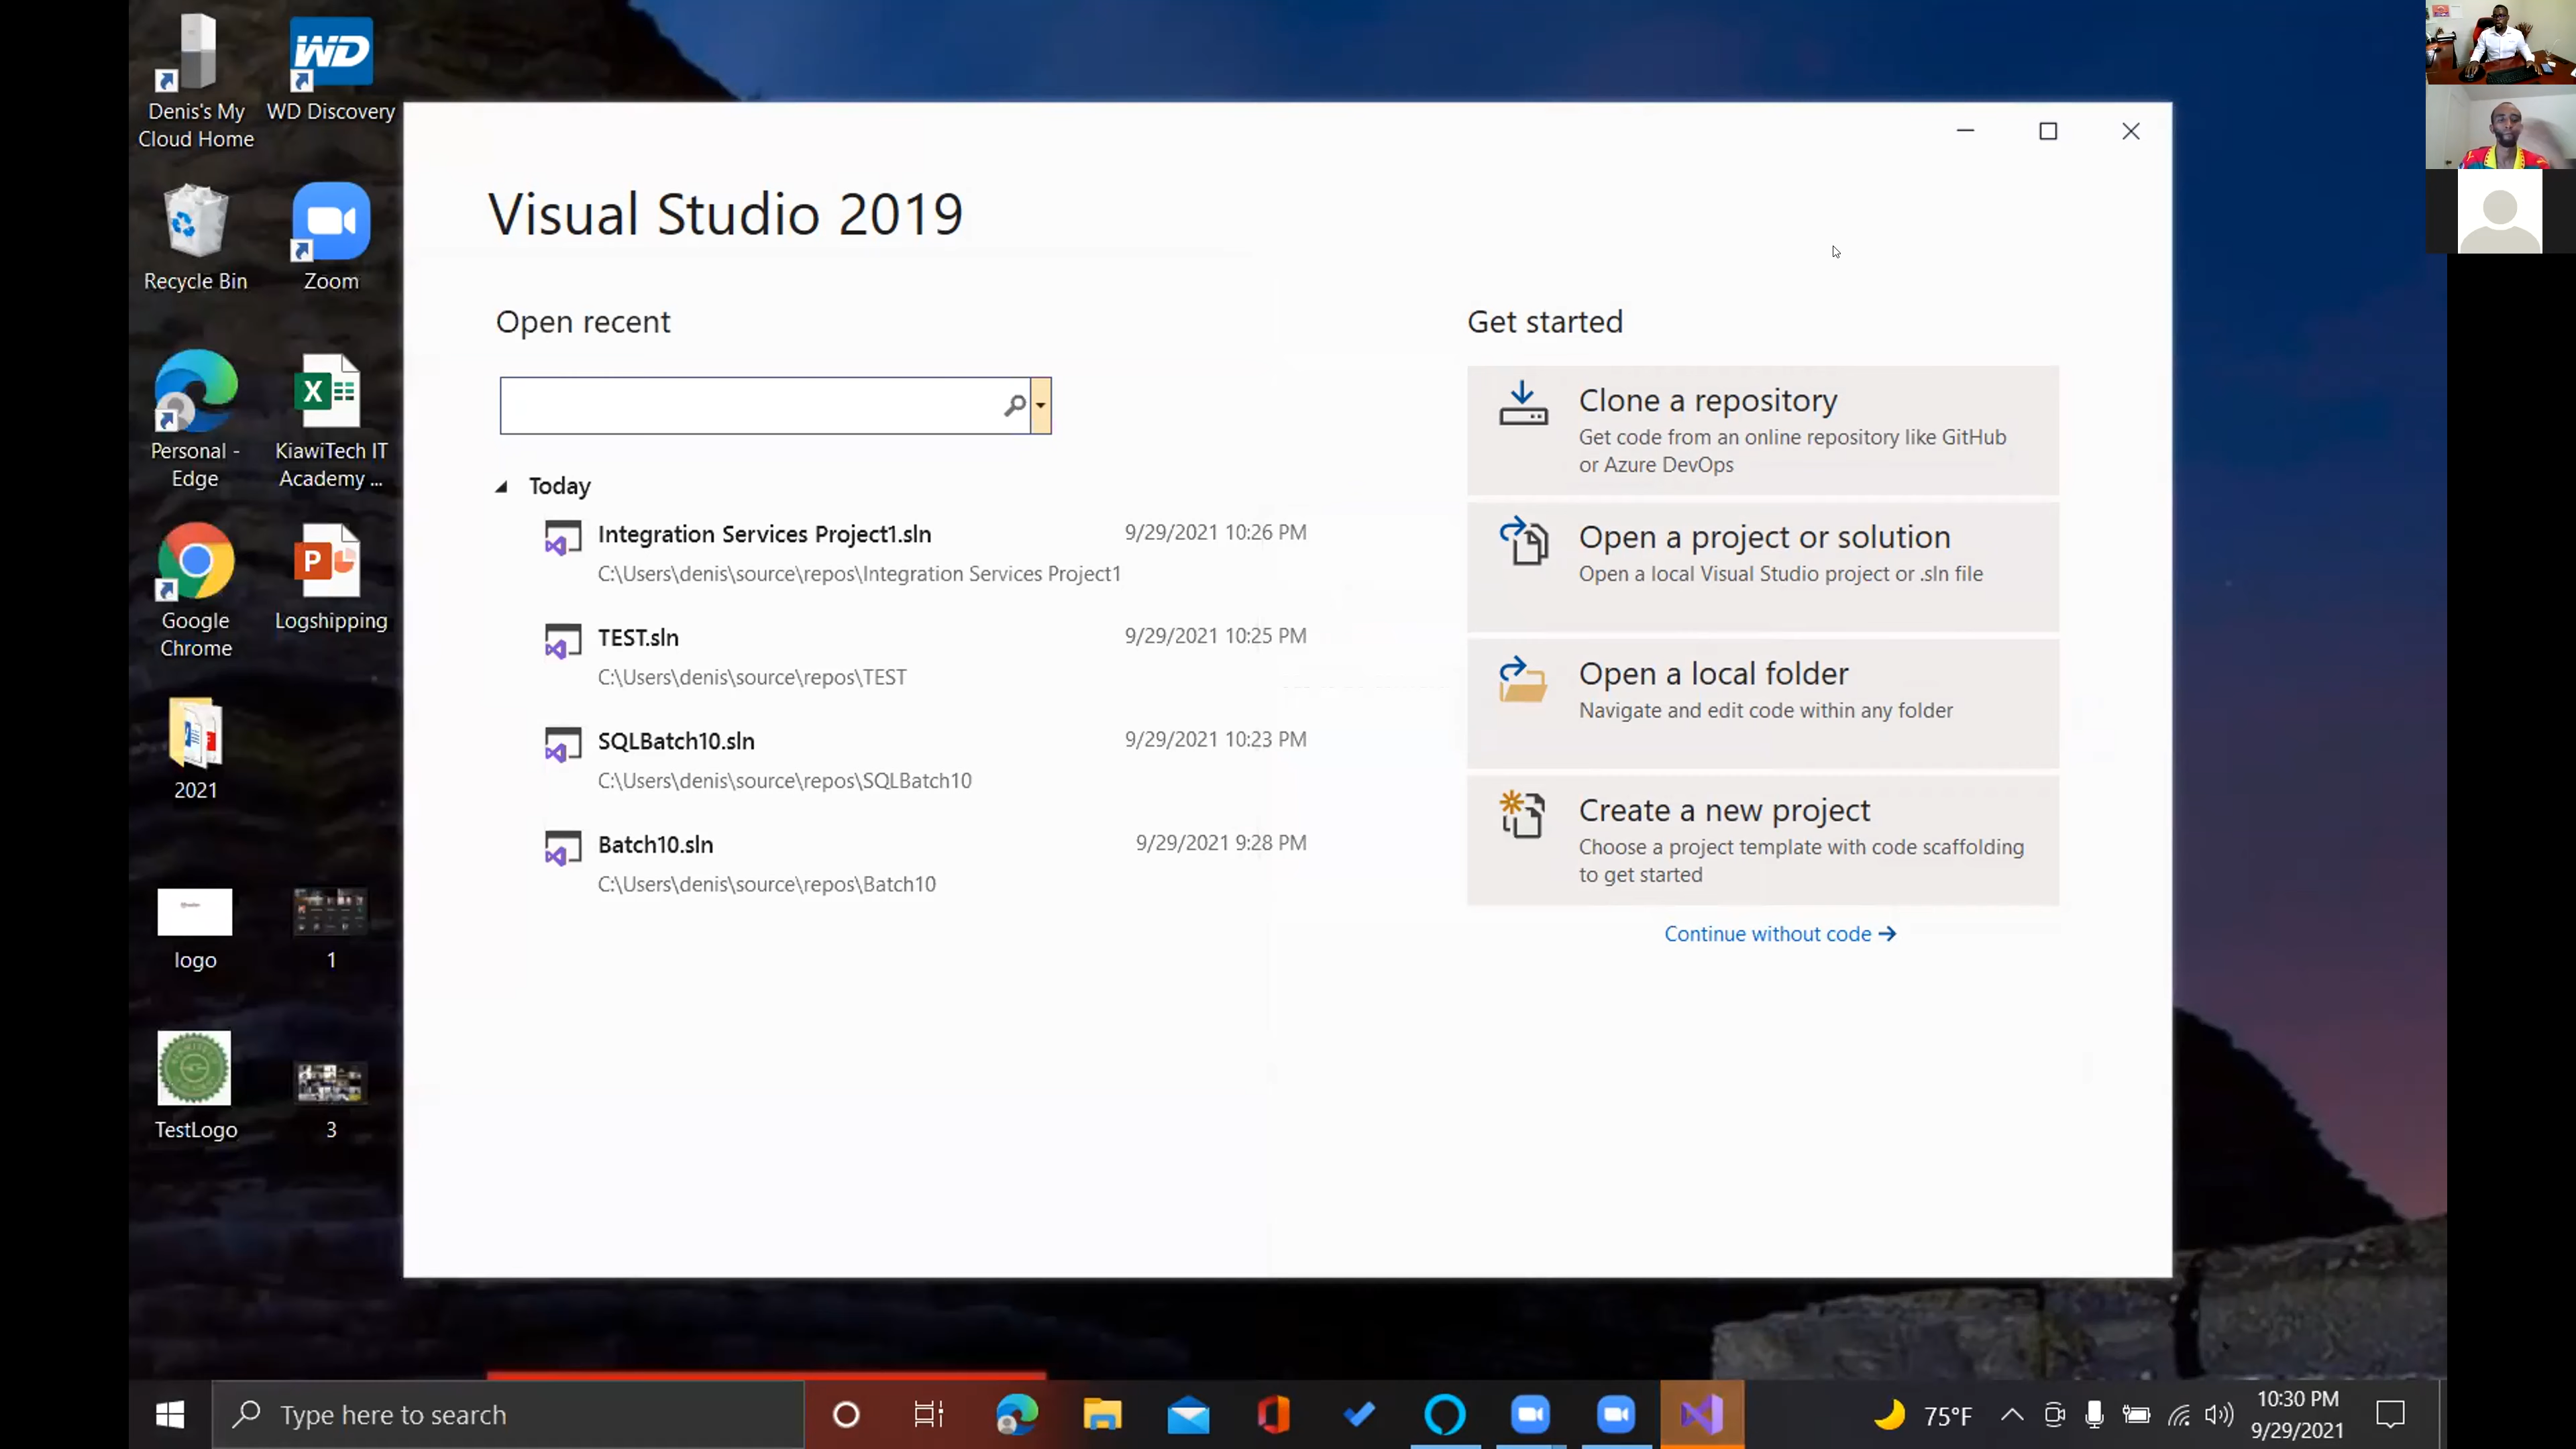 Denis's My
Cloud Home
WD
WD Discovery
Recycle Bin
Zoom
Personal -
Edge
X
KiawiTech IT
Academy ...
Google
Chrome
P
Logshipping
2021
logo
1
TestLogo
3
Visual Studio 2019
Open recent
Today
Integration Services Project1.sln
9/29/2021 10:26 PM
C:\Users\denis\source\repos\Integration Services Project1
TEST.sln
9/29/2021 10:25 PM
C:\Users\denis\source\repos\TEST
SQLBatch10.sln
9/29/2021 10:23 PM
C:\Users\denis\source\repos\SQLBatch10
Batch10.sln
9/29/2021 9:28 PM
C:\Users\denis\source\repos\Batch10
Get started
Clone a repository
Get code from an online repository like GitHub
or Azure DevOps
Open a project or solution
Open a local Visual Studio project or .sln file
Open a local folder
Navigate and edit code within any folder
Create a new project
Choose a project template with code scaffolding
to get started
Continue without code
Type here to search
75°F
10:30 PM
9/29/2021